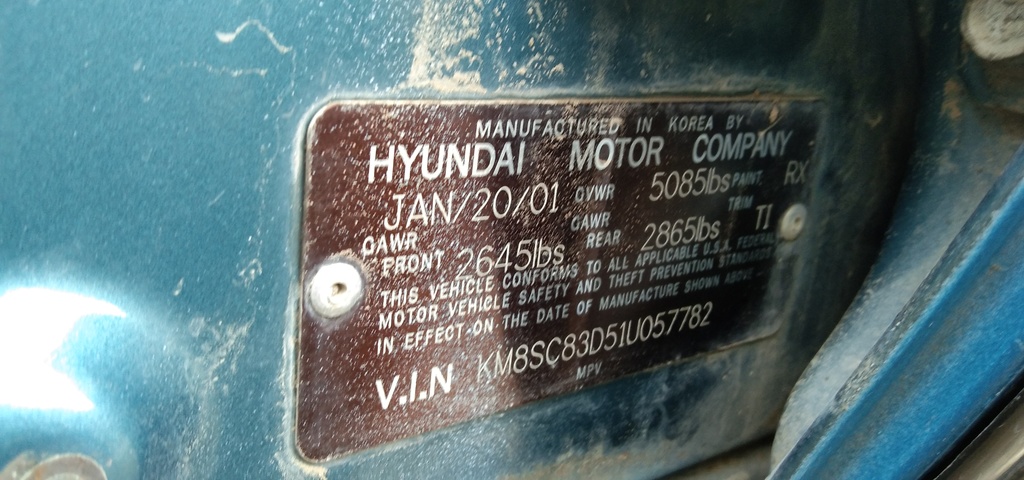 MANUFACTURED IN KOREA BY
HYUNDAI MOTOR COMPANY
JAN/20/01 GVWR 5085lbs PAINT RX
GAWR FRONT 2645lbs GAWR REAR 2865lbs TRIM TI
THIS VEHICLE CONFORMS TO ALL APPLICABLE U.S.A. FEDERAL
MOTOR VEHICLE SAFETY AND THEFT PREVENTION STANDARDS
IN EFFECT ON THE DATE OF MANUFACTURE SHOWN ABOVE
V.I.N KM8SC83D51U057782
MPV